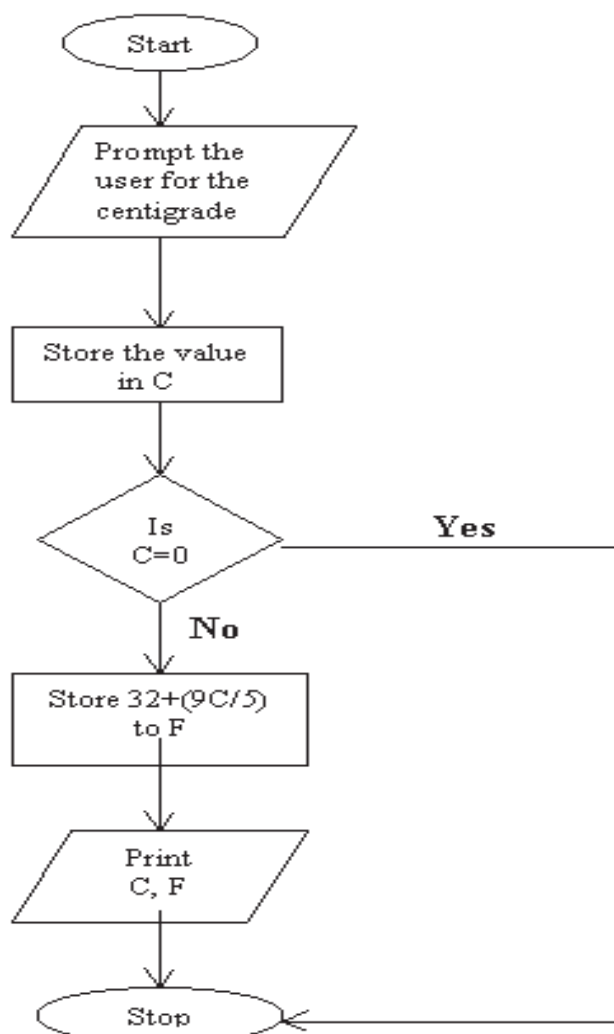 Start
Prompt the
user for the
centigrade
Store the value
in C
Is
C=0
Yes
No
Store 32+(9C/5)
to F
Print
C, F
Stop